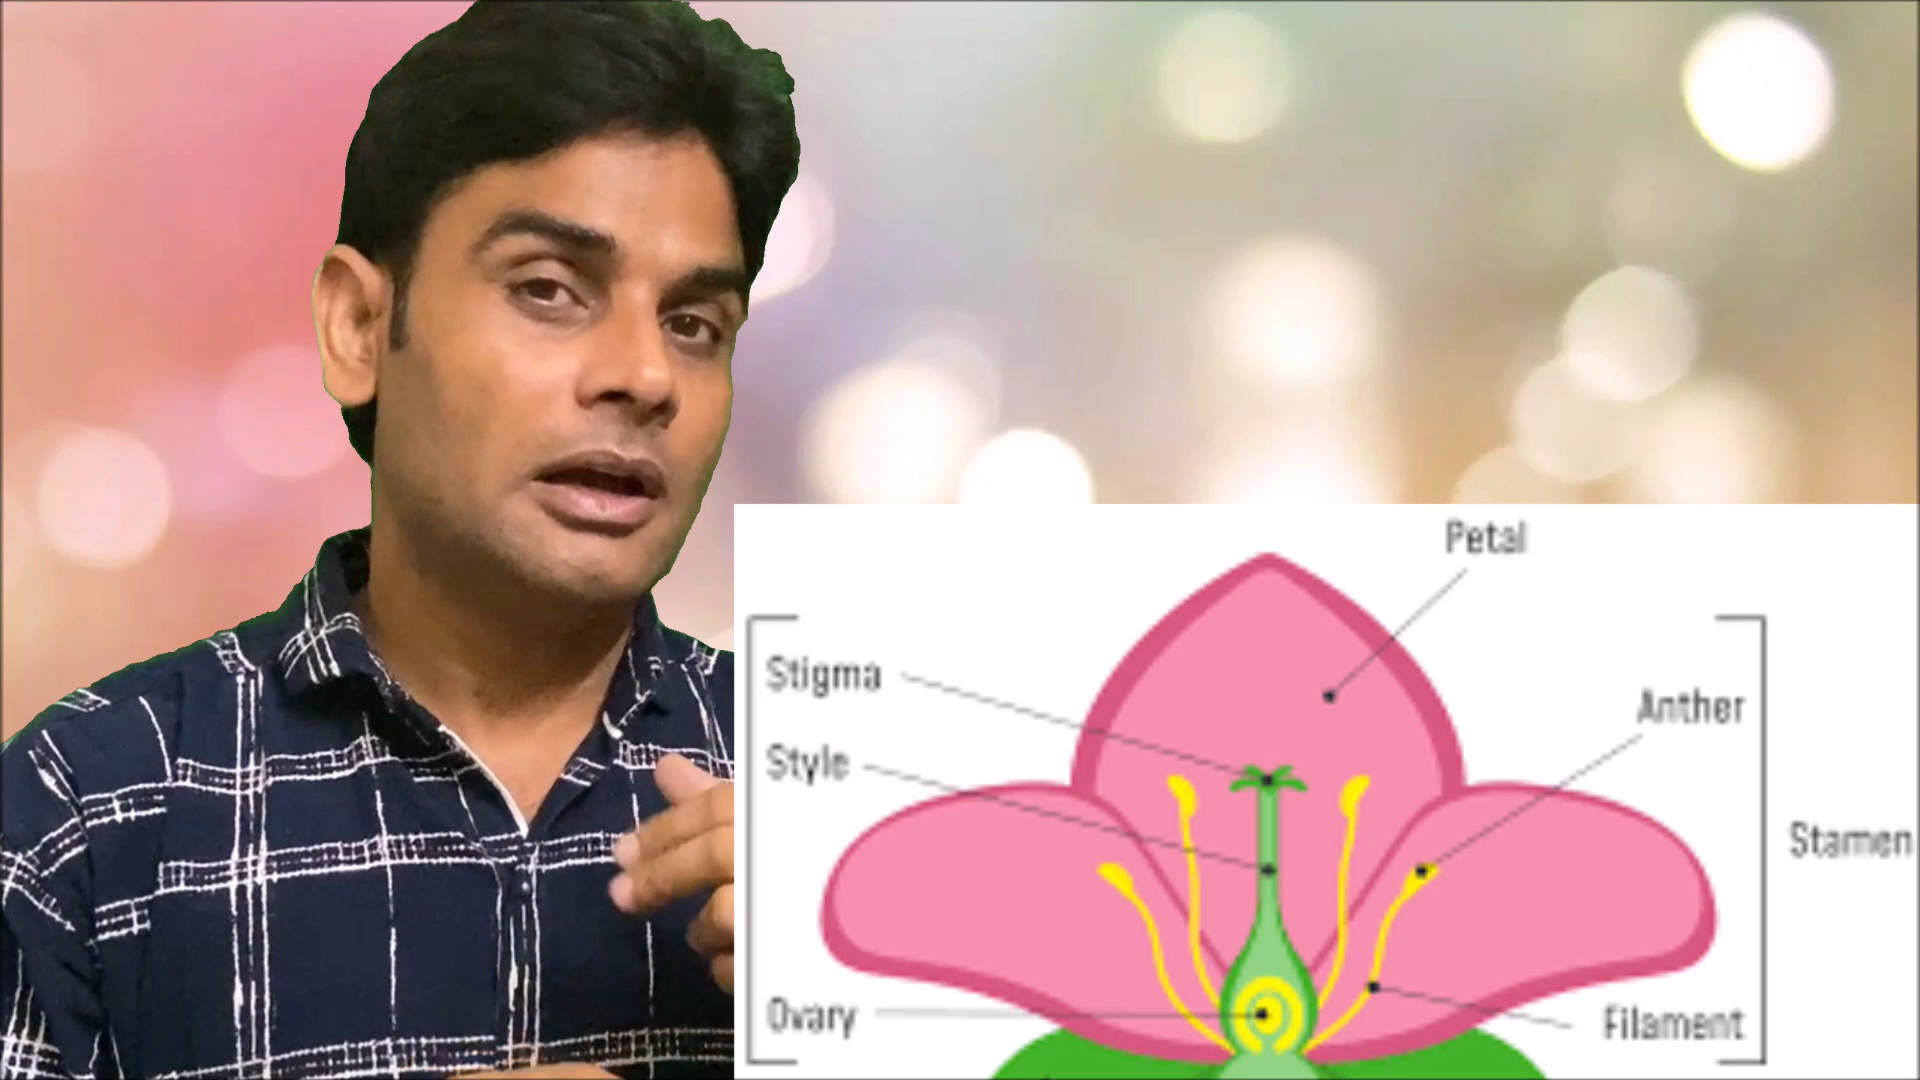 Petal
Stigma
Anther
Style
Stamen
Ovary
Filament